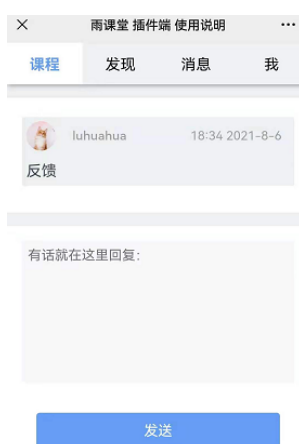 雨课堂 插件端 使用说明
课程 发现 消息 我
luhuahua 18:34 2021-8-6
反馈
有话就在这里回复:
发送